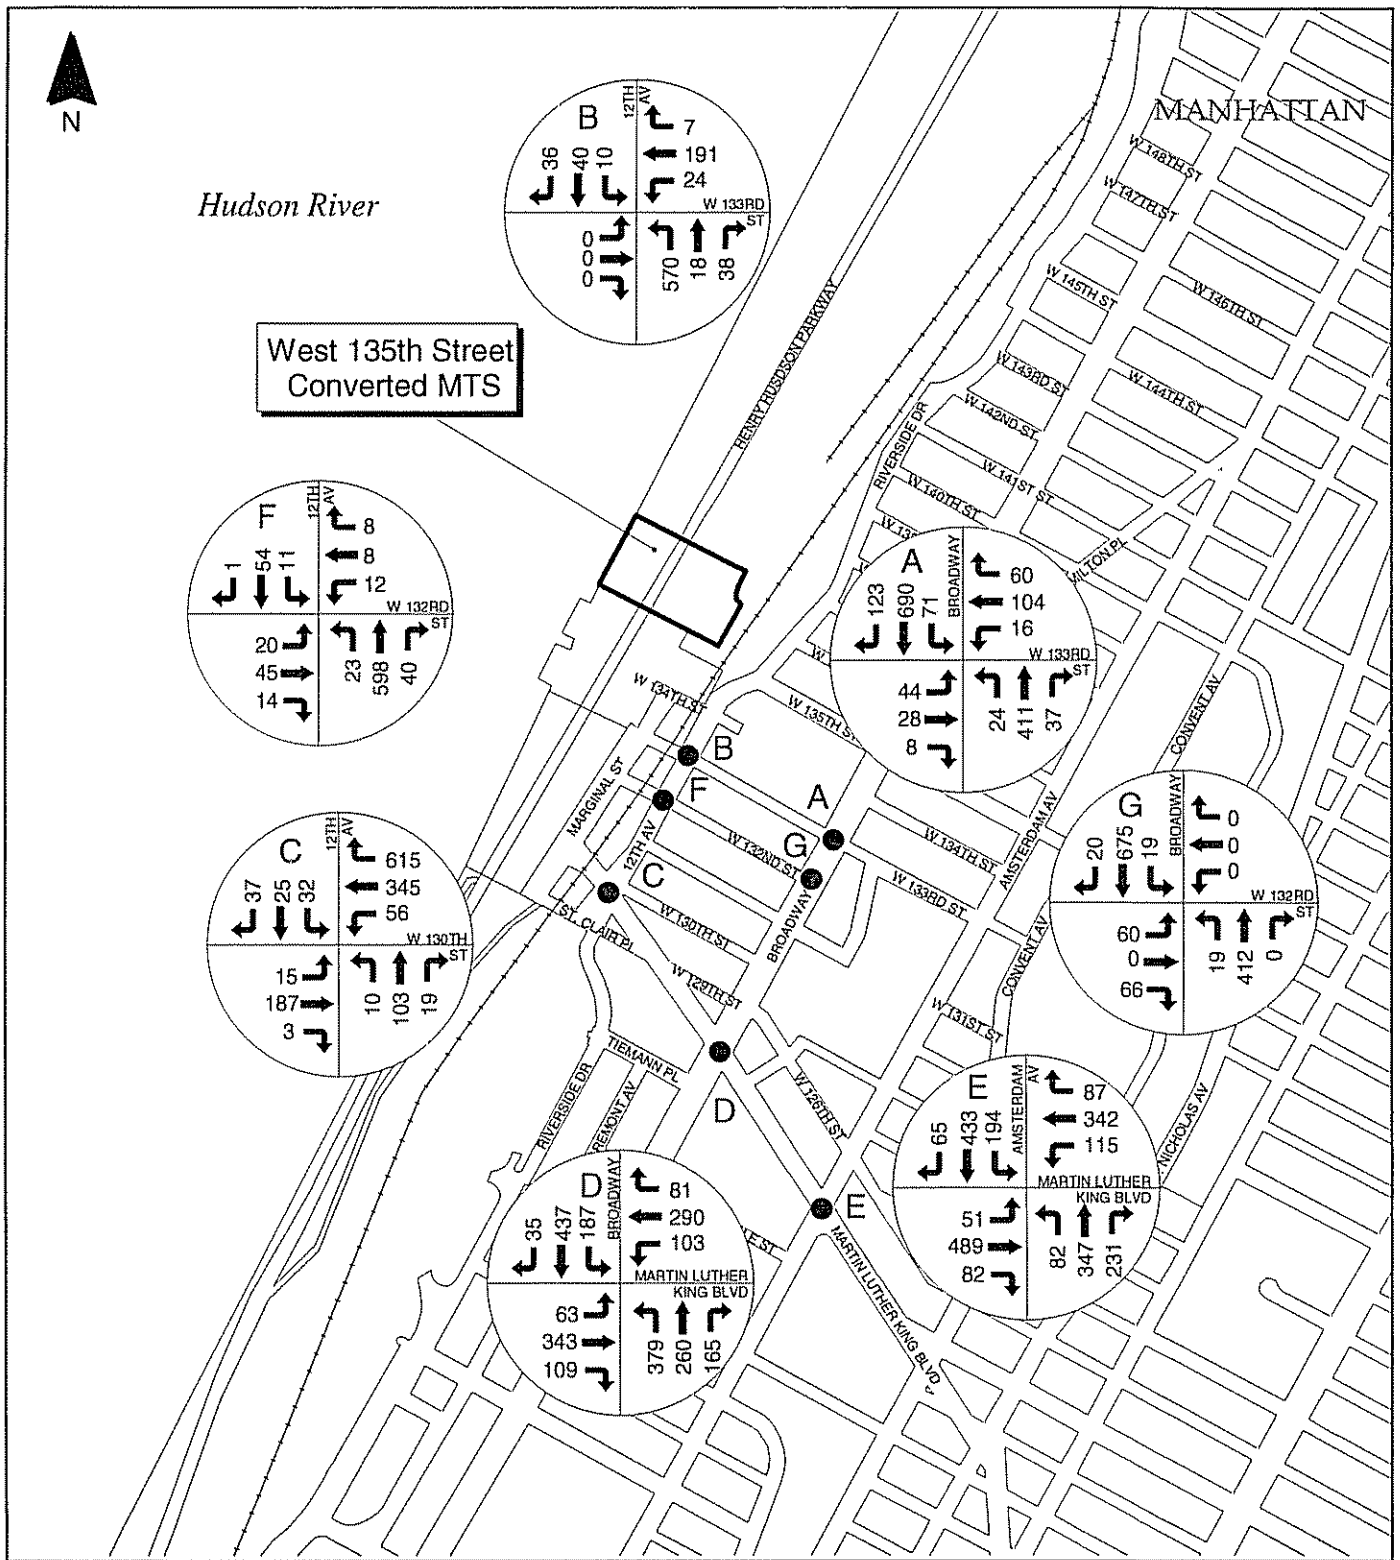 N
Hudson River
MANHATTAN
West 135th Street
Converted MTS
HENRY HUSDSON PARKWAY
B
12TH
AV
36
40
10
7
191
24
W 133RD
ST
0
0
0
570
18
38
F
12TH
AV
1
54
11
8
8
12
W 132RD
ST
20
45
14
23
598
40
A
BROADWAY
123
690
71
60
104
16
W 133RD
ST
44
28
8
24
411
37
C
12TH
AV
37
25
32
615
345
56
W 130TH
ST
15
187
3
10
103
19
G
BROADWAY
20
675
19
0
0
0
W 132RD
ST
60
0
66
19
412
0
E
AMSTERDAM
AV
65
433
194
87
342
115
MARTIN LUTHER
KING BLVD
51
489
82
82
347
231
D
BROADWAY
35
437
187
81
290
103
MARTIN LUTHER
KING BLVD
63
343
109
379
260
165
W 148TH ST
W 147TH ST
W 146TH ST
W 145TH ST
W 144TH ST
W 143RD ST
W 142ND ST
W 141ST ST
W 140TH ST
RIVERSIDE DR
MILTON PL
W 135TH ST
W 134TH ST
W 134TH ST
W 133RD ST
W 132ND ST
W 131ST ST
W 130TH ST
W 129TH ST
W 126TH ST
MARGINAL ST
12TH AV
ST. CLAIR PL
BROADWAY
AMSTERDAM AV
CONVENT AV
CONVENT AV
NICHOLAS AV
TIEMANN PL
RIVERSIDE DR
REMONT AV
LE ST
MARTIN LUTHER KING BLVD
B
F
A
G
C
D
E